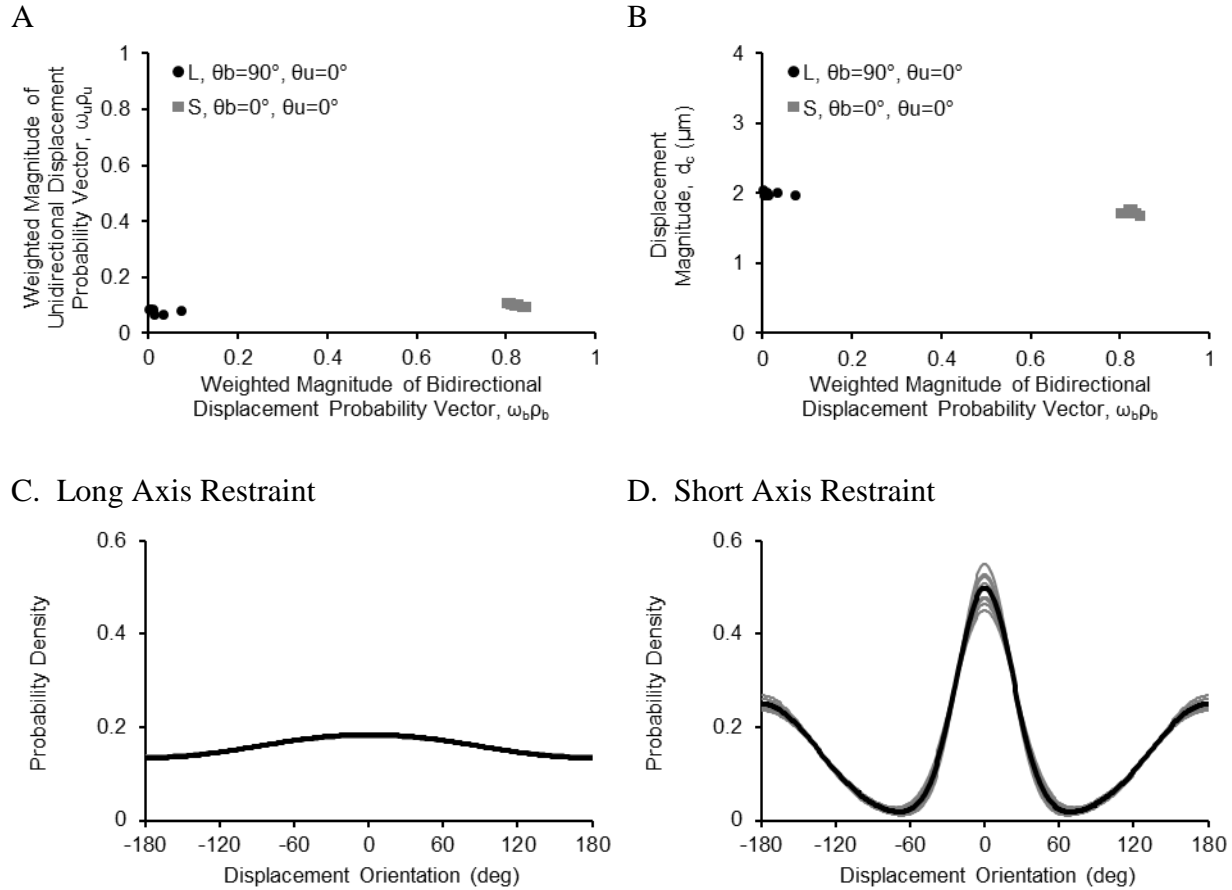 A
Weighted Magnitude of
Unidirectional Displacement
Probability Vector, ωuρu
1
0.8
0.6
0.4
0.2
0
L, θb=90°, θu=0°
S, θb=0°, θu=0°
0 0.2 0.4 0.6 0.8 1
Weighted Magnitude of Bidirectional
Displacement Probability Vector, ωbρb
B
Displacement
Magnitude, dc (µm)
4
3
2
1
0
L, θb=90°, θu=0°
S, θb=0°, θu=0°
0 0.2 0.4 0.6 0.8 1
Weighted Magnitude of Bidirectional
Displacement Probability Vector, ωbρb
C. Long Axis Restraint
Probability Density
0.6
0.4
0.2
0
-180 -120 -60 0 60 120 180
Displacement Orientation (deg)
D. Short Axis Restraint
Probability Density
0.6
0.4
0.2
0
-180 -120 -60 0 60 120 180
Displacement Orientation (deg)